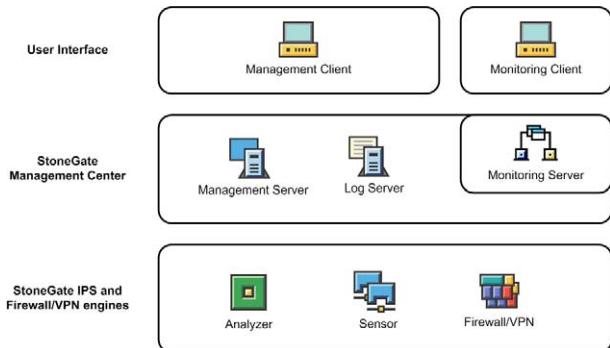 User Interface
Management Client
Monitoring Client
StoneGate
Management Center
Management Server
Log Server
Monitoring Server
StoneGate IPS and
Firewall/VPN engines
Analyzer
Sensor
Firewall/VPN